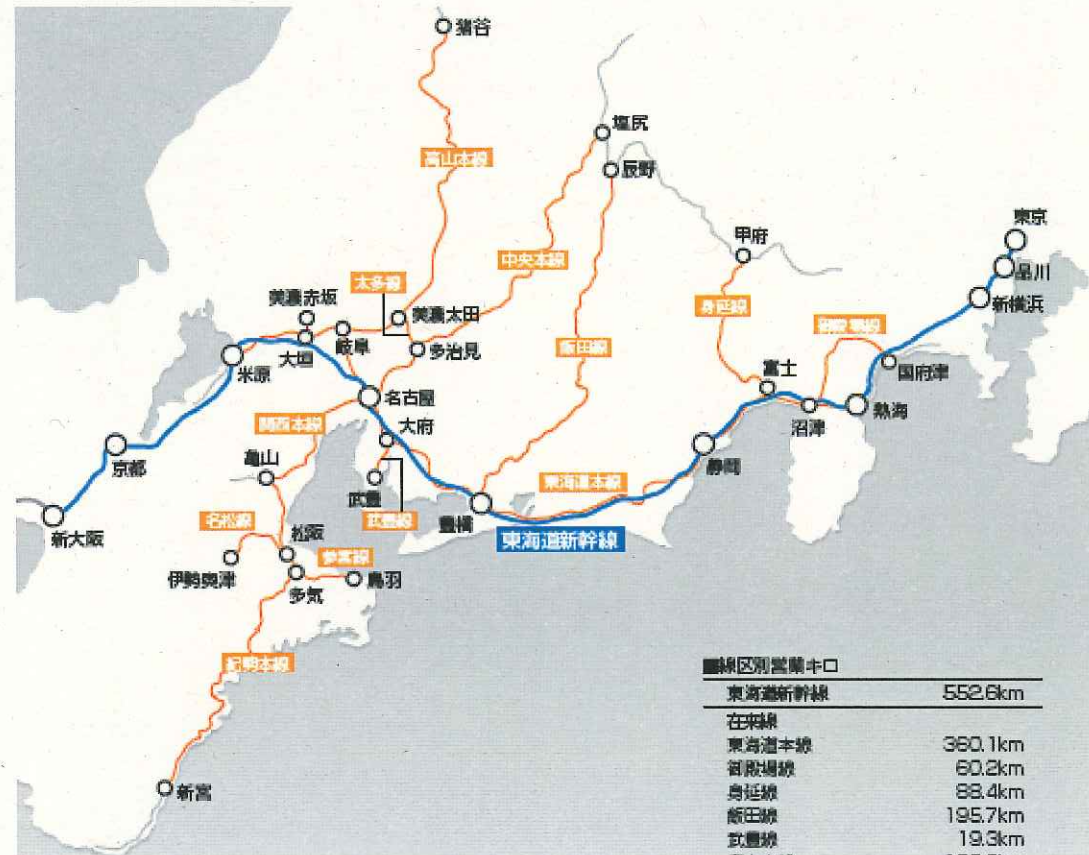 猪谷
塩尻
高山本線
辰野
東京
甲府
品川
中央本線
太多線
美濃赤坂
新横浜
身延線
御殿場線
美濃太田
岐阜
多治見
飯田線
大垣
米原
富士
国府津
名古屋
熱海
沼津
関西本線
大府
京都
亀山
静岡
武豊
東海道本線
名松線
武豊線
豊橋
新大阪
松阪
東海道新幹線
参宮線
伊勢奥津
鳥羽
多気
紀勢本線
新宮
■線区別営業キロ
東海道新幹線 552.6km
在来線
東海道本線 360.1km
御殿場線 60.2km
身延線 88.4km
飯田線 195.7km
武豊線 19.3km